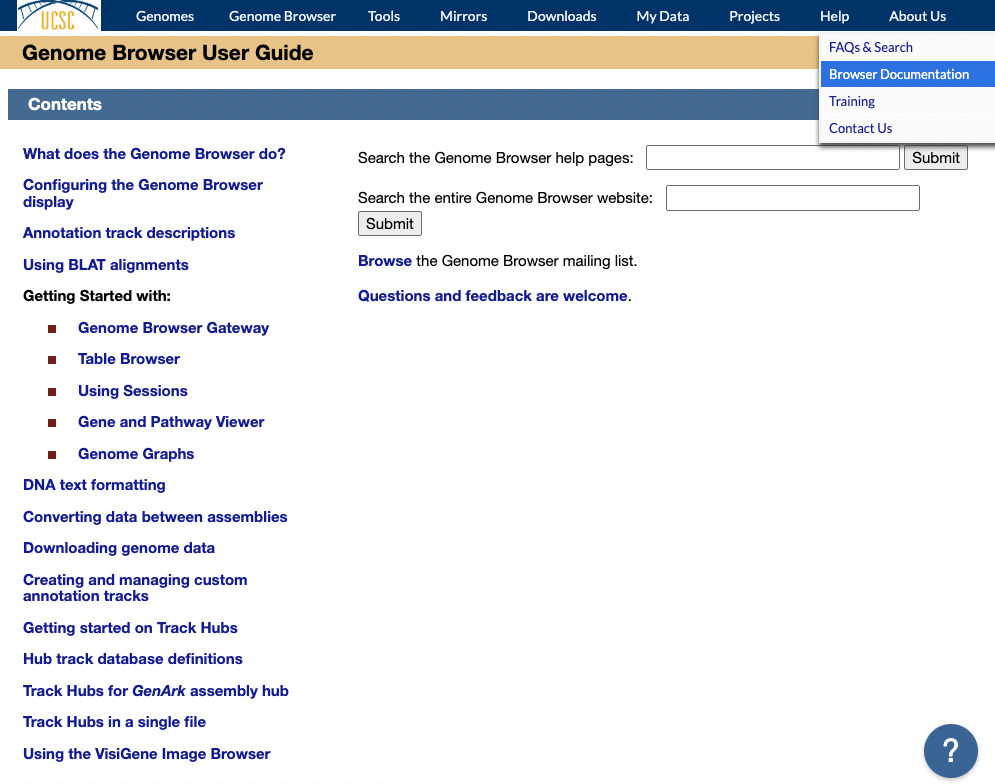 UCSC
Genomes Genome Browser Tools Mirrors Downloads My Data Projects Help About Us
Genome Browser User Guide
FAQs & Search
Browser Documentation
Training
Contact Us
Contents
What does the Genome Browser do?
Configuring the Genome Browser
display
Annotation track descriptions
Using BLAT alignments
Getting Started with:
Genome Browser Gateway
Table Browser
Using Sessions
Gene and Pathway Viewer
Genome Graphs
DNA text formatting
Converting data between assemblies
Downloading genome data
Creating and managing custom
annotation tracks
Getting started on Track Hubs
Hub track database definitions
Track Hubs for GenArk assembly hub
Track Hubs in a single file
Using the VisiGene Image Browser
Search the Genome Browser help pages: Submit
Search the entire Genome Browser website:
Submit
Browse the Genome Browser mailing list.
Questions and feedback are welcome.
?